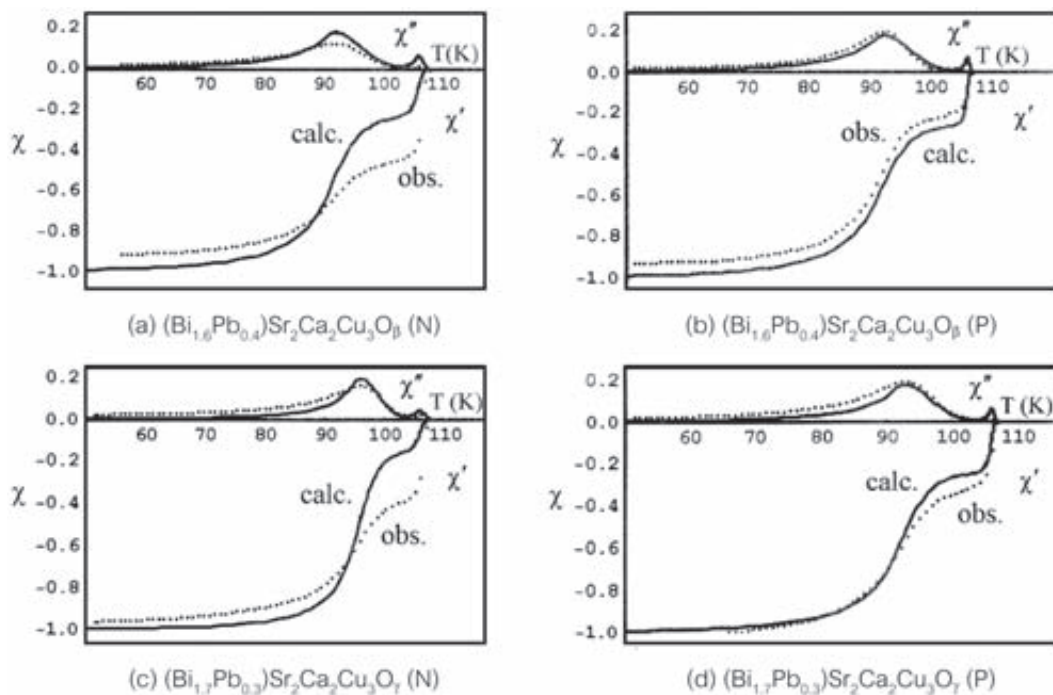 0.2
χ″ T(K)
0.0
60 70 80 90 100 110
-0.2
χ′
calc.
χ -0.4
obs.
-0.6
-0.8
-1.0
(a) (Bi1.6Pb0.4)Sr2Ca2Cu3Oβ (N)
0.2
χ″ T (K)
0.0
60 70 80 90 100 110
-0.2
χ′
obs.
χ -0.4
calc.
-0.6
-0.8
-1.0
(b) (Bi1.6Pb0.4)Sr2Ca2Cu3Oβ (P)
0.2
χ″ T (K)
0.0
60 70 80 90 100 110
-0.2
χ′
calc.
χ -0.4
obs.
-0.6
-0.8
-1.0
(c) (Bi1.7Pb0.3)Sr2Ca2Cu3Oγ (N)
0.2
χ″ T (K)
0.0
60 70 80 90 100 110
-0.2
calc. χ′
χ -0.4
obs.
-0.6
-0.8
-1.0
(d) (Bi1.7Pb0.3)Sr2Ca2Cu3Oγ (P)